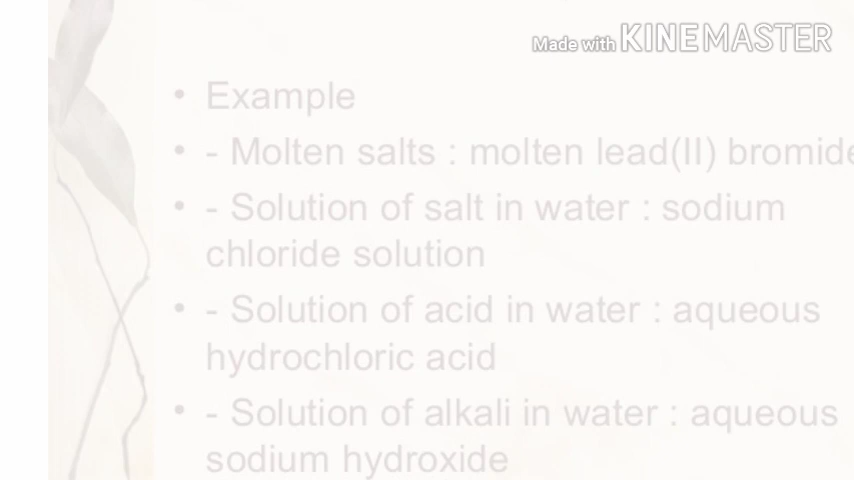 Made with KINEMASTER
• Example
• - Molten salts : molten lead(II) bromide
• - Solution of salt in water : sodium
chloride solution
• - Solution of acid in water : aqueous
hydrochloric acid
• - Solution of alkali in water : aqueous
sodium hydroxide